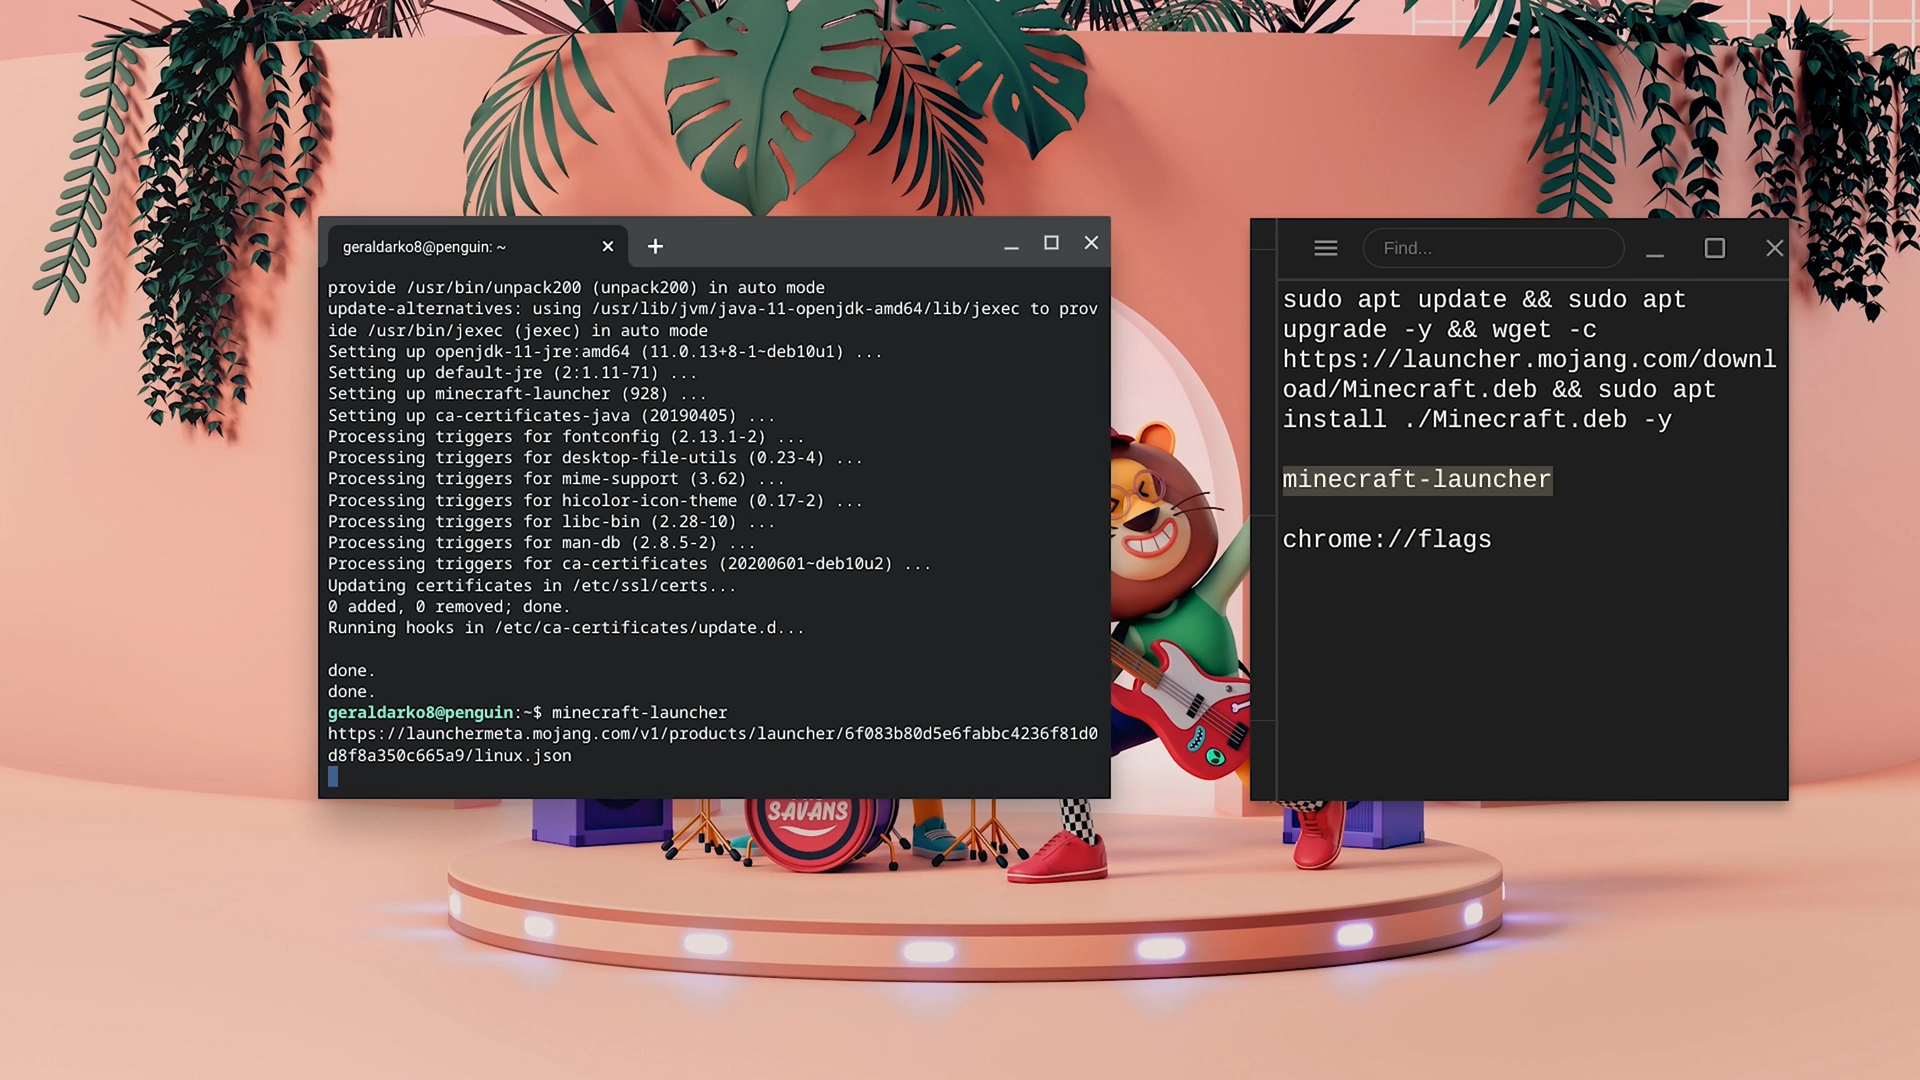 geraldarko8@penguin: ~
provide /usr/bin/unpack200 (unpack200) in auto mode
update-alternatives: using /usr/lib/jvm/java-11-openjdk-amd64/lib/jexec to prov
ide /usr/bin/jexec (jexec) in auto mode
Setting up openjdk-11-jre:amd64 (11.0.13+8-1~deb10u1) ...
Setting up default-jre (2:1.11-71) ...
Setting up minecraft-launcher (928) ...
Setting up ca-certificates-java (20190405) ...
Processing triggers for fontconfig (2.13.1-2) ...
Processing triggers for desktop-file-utils (0.23-4) ...
Processing triggers for mime-support (3.62) ...
Processing triggers for hicolor-icon-theme (0.17-2) ...
Processing triggers for libc-bin (2.28-10) ...
Processing triggers for man-db (2.8.5-2) ...
Processing triggers for ca-certificates (20200601~deb10u2) ...
Updating certificates in /etc/ssl/certs...
0 added, 0 removed; done.
Running hooks in /etc/ca-certificates/update.d...
done.
done.
geraldarko8@penguin:~$ minecraft-launcher
https://launchermeta.mojang.com/v1/products/launcher/6f083b80d5e6fabbc4236f81d0
d8f8a350c665a9/linux.json
Find...
sudo apt update && sudo apt
upgrade -y && wget -c
https://launcher.mojang.com/downl
oad/Minecraft.deb && sudo apt
install ./Minecraft.deb -y
minecraft-launcher
chrome://flags
SAVANS